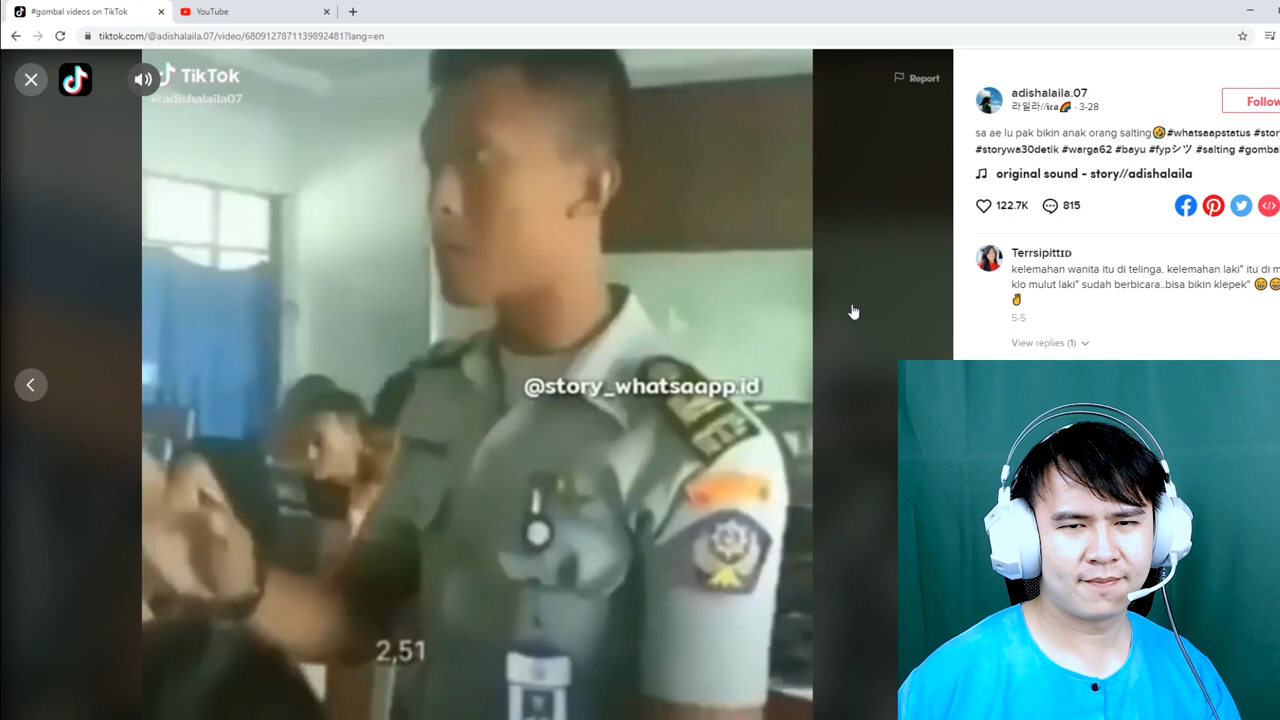 #gombal videos on TikTok
YouTube
tiktok.com/@adishalaila.07/video/6809127871139892481?lang=en
TikTok
@adishalaila07
Report
adishalaila.07
라일라//ica🌈 · 3-28
Follow
sa ae lu pak bikin anak orang salting🤣#whatsaapstatus #stor
#storywa30detik #warga62 #bayu #fypシツ #salting #gombal
original sound - story//adishalaila
122.7K
815
TerrsipittID
kelemahan wanita itu di telinga. kelemahan laki" itu di m
klo mulut laki" sudah berbicara..bisa bikin klepek" 😁😁
✌
5-5
View replies (1)
@story_whatsaapp.id
2,51